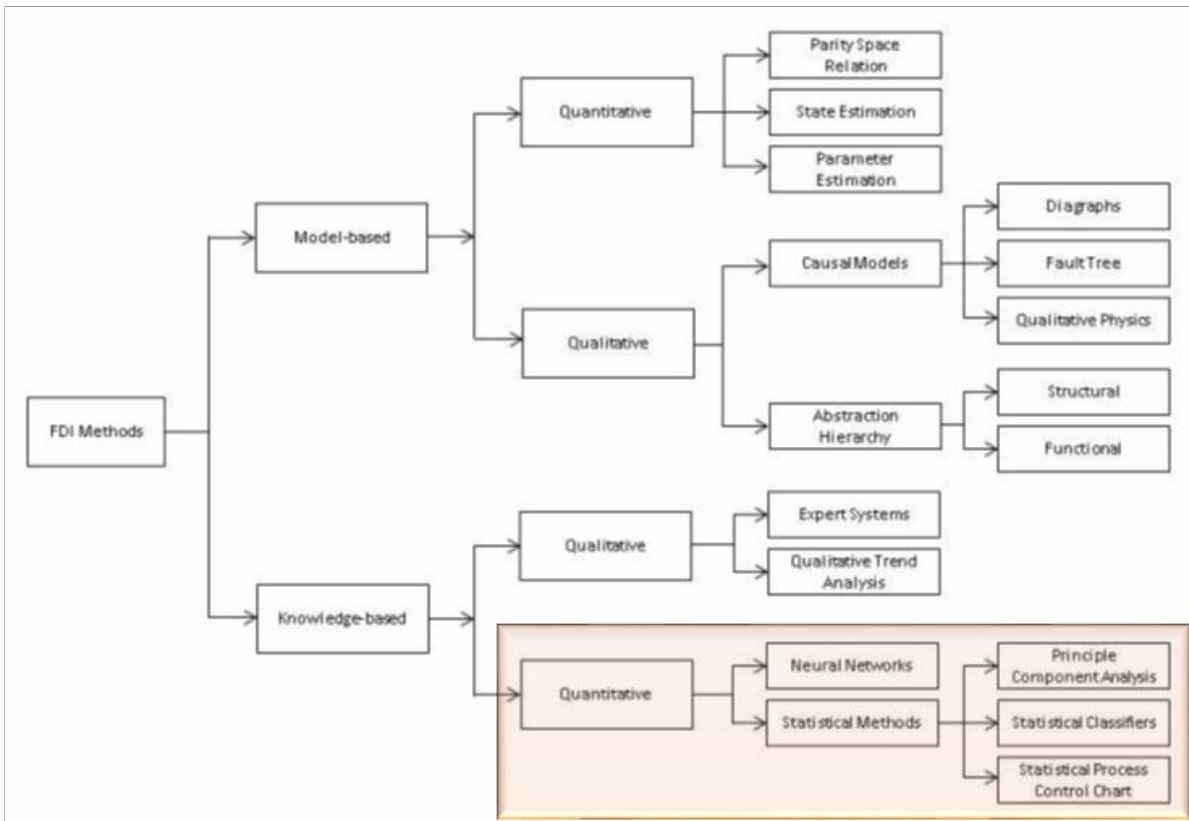 Parity Space
Relation
Quantitative
State Estimation
Parameter
Estimation
Model-based
Diagraphs
Causal Models
Fault Tree
Qualitative Physics
Qualitative
Structural
Abstraction
Hierarchy
Functional
FDI Methods
Expert Systems
Qualitative
Qualitative Trend
Analysis
Knowledge-based
Neural Networks
Principle
Component Analysis
Quantitative
Statistical Methods
Statistical Classifiers
Statistical Process
Control Chart